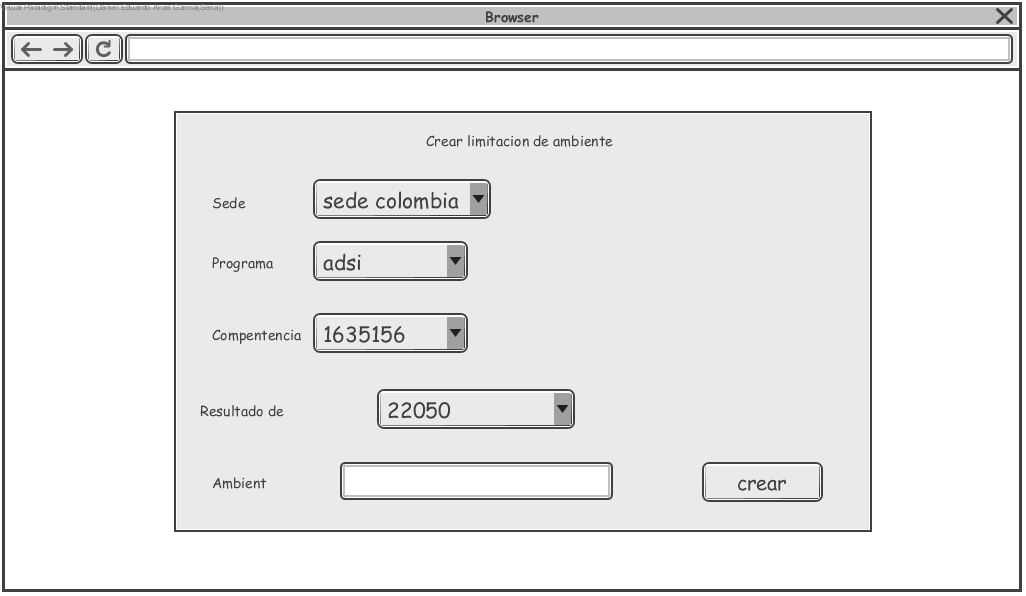 Visual Paradigm Standard(Daniel Eduardo Arias Garcia(Sena))
Browser
Crear limitacion de ambiente
Sede
sede colombia
Programa
adsi
Compentencia
1635156
Resultado de
22050
Ambient
crear